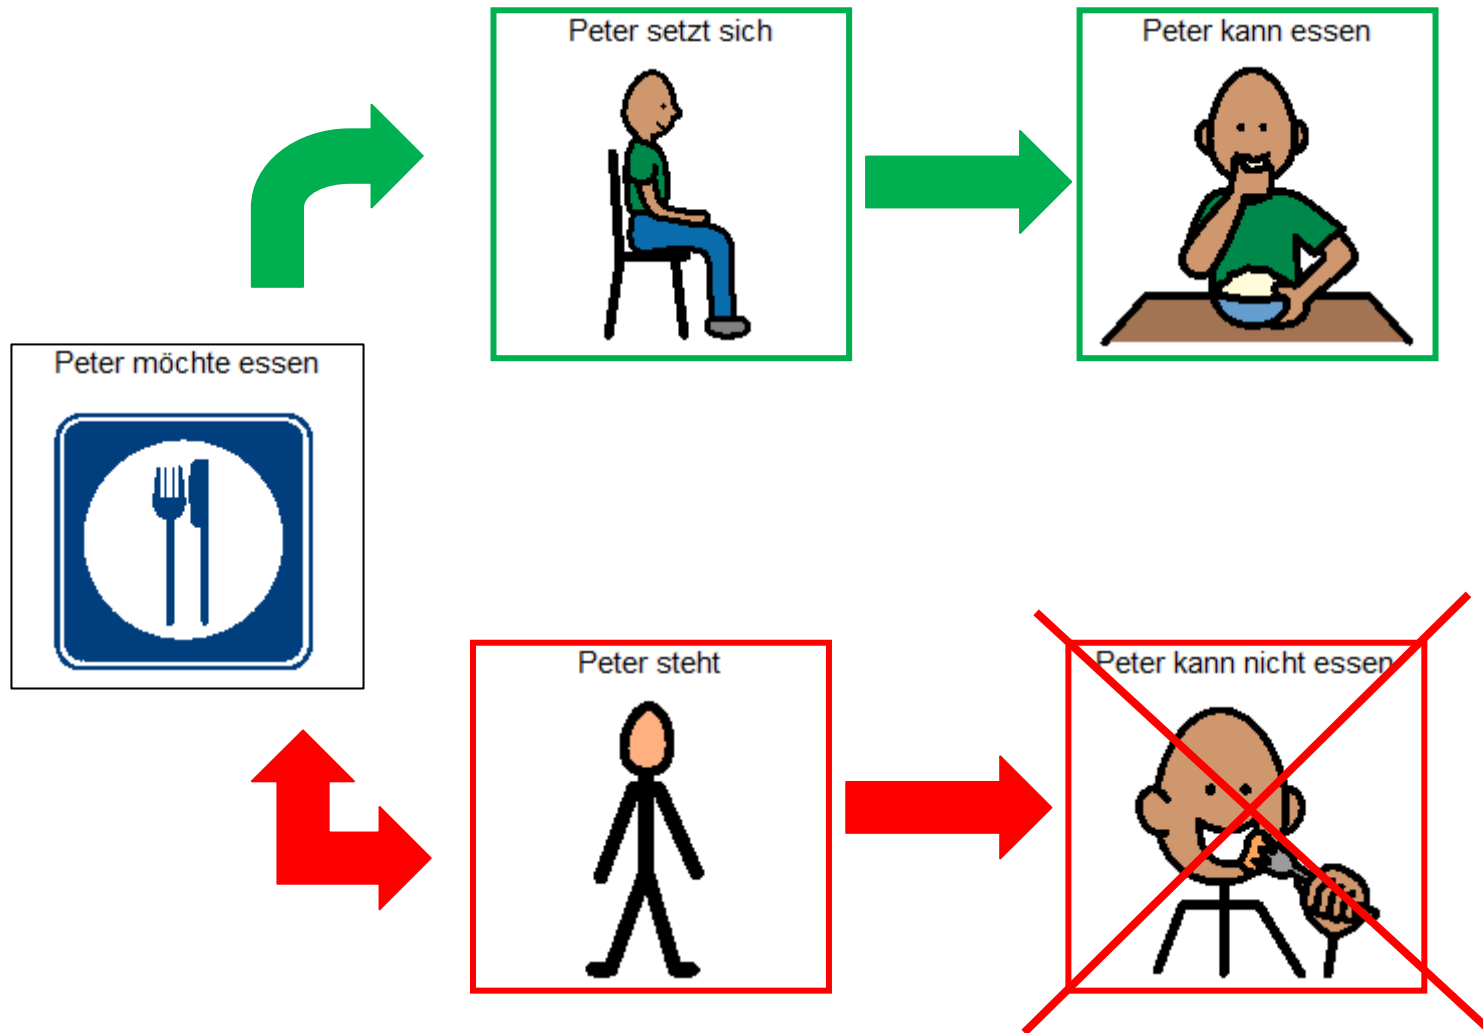 Peter möchte essen
Peter setzt sich
Peter kann essen
Peter steht
Peter kann nicht essen